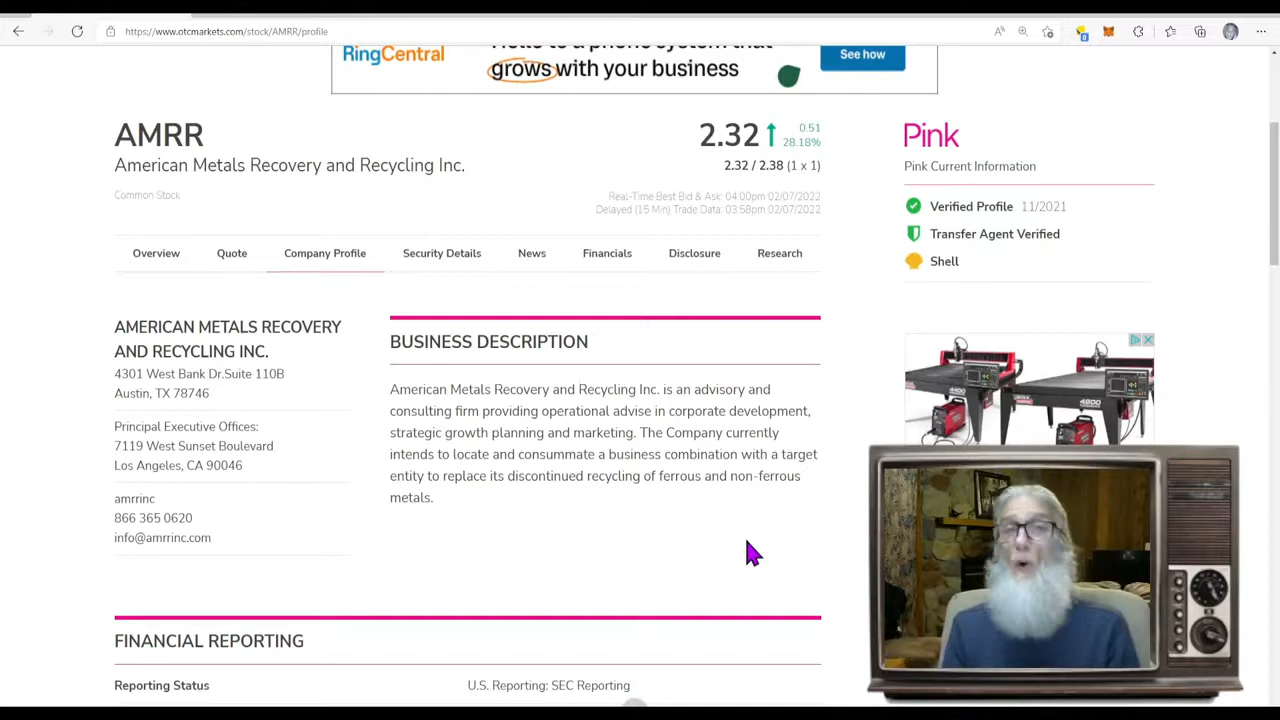 https://www.otcmarkets.com/stock/AMRR/profile
RingCentral
Hello to a phone system that
grows with your business
See how
AMRR
American Metals Recovery and Recycling Inc.
Common Stock
2.32
0.51
28.18%
2.32 / 2.38 (1 x 1)
Real-Time Best Bid & Ask: 04:00pm 02/07/2022
Delayed (15 Min) Trade Data: 03:58pm 02/07/2022
Pink
Pink Current Information
Verified Profile 11/2021
Transfer Agent Verified
Shell
Overview Quote Company Profile Security Details News Financials Disclosure Research
AMERICAN METALS RECOVERY
AND RECYCLING INC.
4301 West Bank Dr.Suite 110B
Austin, TX 78746
Principal Executive Offices:
7119 West Sunset Boulevard
Los Angeles, CA 90046
amrrinc
866 365 0620
info@amrrinc.com
BUSINESS DESCRIPTION
American Metals Recovery and Recycling Inc. is an advisory and
consulting firm providing operational advise in corporate development,
strategic growth planning and marketing. The Company currently
intends to locate and consummate a business combination with a target
entity to replace its discontinued recycling of ferrous and non-ferrous
metals.
FINANCIAL REPORTING
Reporting Status U.S. Reporting: SEC Reporting